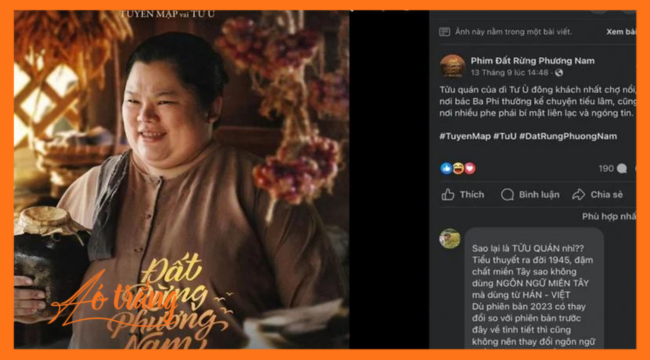 TUYỀN MẬP vai TƯ Ú
Đất
Rừng
Phương
Nam
Áo trắng
Ảnh này nằm trong một bài viết.
Xem bài
Phim Đất Rừng Phương Nam
13 Tháng 9 lúc 14:48 ·
Tửu quán của dì Tư Ù đông khách nhất chợ nổi,
nơi bác Ba Phi thường kể chuyện tiếu lâm, cũng
nơi nhiều phe phái bí mật liên lạc và ngóng tin.
#TuyenMap #TuU #DatRungPhuongNam
190
Thích
Bình luận
Chia sẻ
Phù hợp nhấ
Sao lại là TỬU QUÁN nhỉ??
Tiểu thuyết ra đời 1945, đậm
chất miền Tây sao không
dùng NGÔN NGỮ MIỀN TÂY
mà dùng từ HÁN - VIỆT
Dù phiên bản 2023 có thay
đổi so với phiên bản trước
đây về tình tiết thì cũng
không nên thay đổi ngôn ngữ